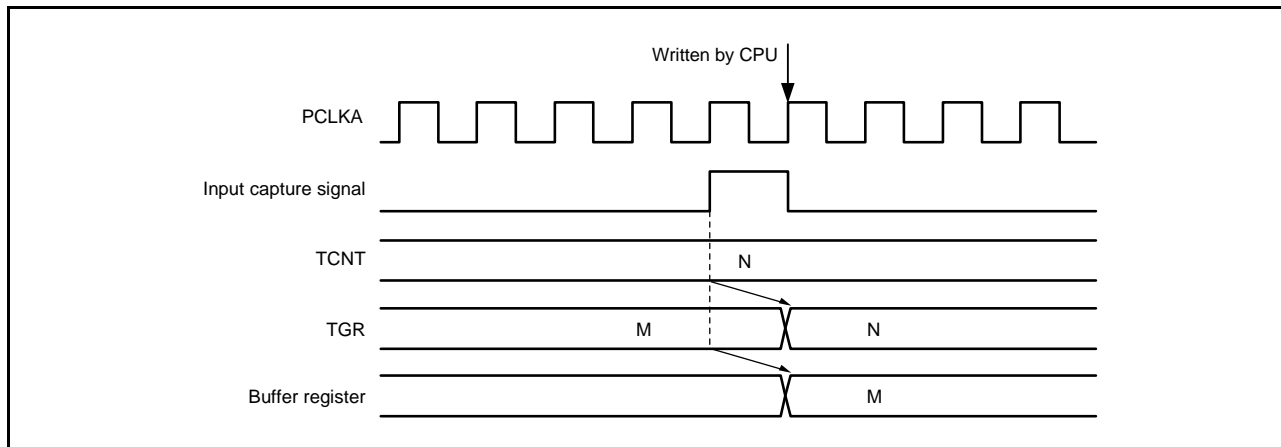 Written by CPU
PCLKA
Input capture signal
TCNT
N
TGR
M
N
Buffer register
M